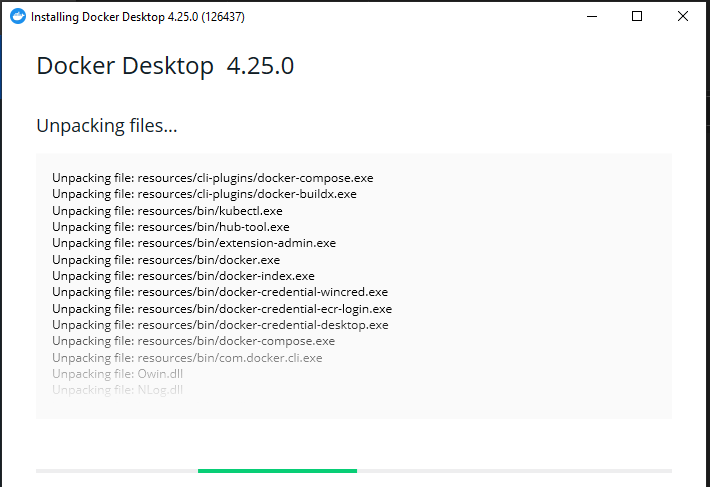 Installing Docker Desktop 4.25.0 (126437)
Docker Desktop 4.25.0
Unpacking files...
Unpacking file: resources/cli-plugins/docker-compose.exe
Unpacking file: resources/cli-plugins/docker-buildx.exe
Unpacking file: resources/bin/kubectl.exe
Unpacking file: resources/bin/hub-tool.exe
Unpacking file: resources/bin/extension-admin.exe
Unpacking file: resources/bin/docker.exe
Unpacking file: resources/bin/docker-index.exe
Unpacking file: resources/bin/docker-credential-wincred.exe
Unpacking file: resources/bin/docker-credential-ecr-login.exe
Unpacking file: resources/bin/docker-credential-desktop.exe
Unpacking file: resources/bin/docker-compose.exe
Unpacking file: resources/bin/com.docker.cli.exe
Unpacking file: Owin.dll
Unpacking file: NLog.dll